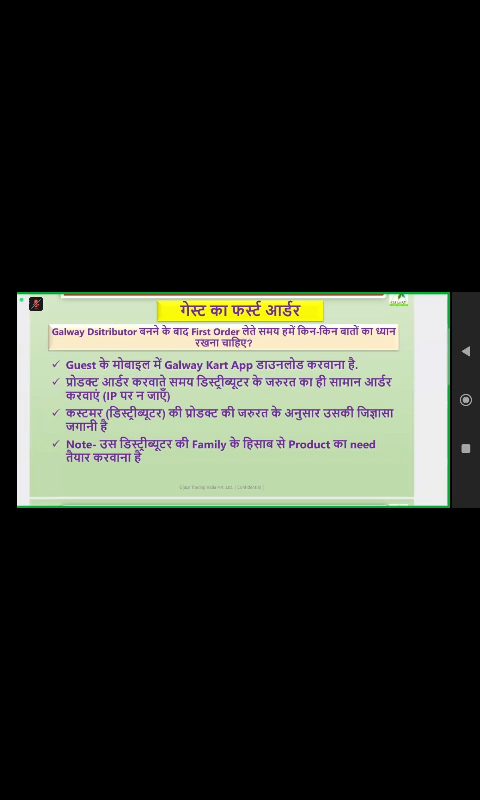 गेस्ट का फर्स्ट आर्डर
Galway Dsitributor बनने के बाद First Order लेते समय हमें किन-किन बातों का ध्यान
रखना चाहिए?
✓ Guest के मोबाइल में Galway Kart App डाउनलोड करवाना है.
✓ प्रोडक्ट आर्डर करवाते समय डिस्ट्रीब्यूटर के जरुरत का ही सामान आर्डर
करवाएं (IP पर न जाएँ)
✓ कस्टमर (डिस्ट्रीब्यूटर) की प्रोडक्ट की जरुरत के अनुसार उसकी जिज्ञासा
जगानी है
✓ Note- उस डिस्ट्रीब्यूटर की Family के हिसाब से Product का need
तैयार करवाना हैं